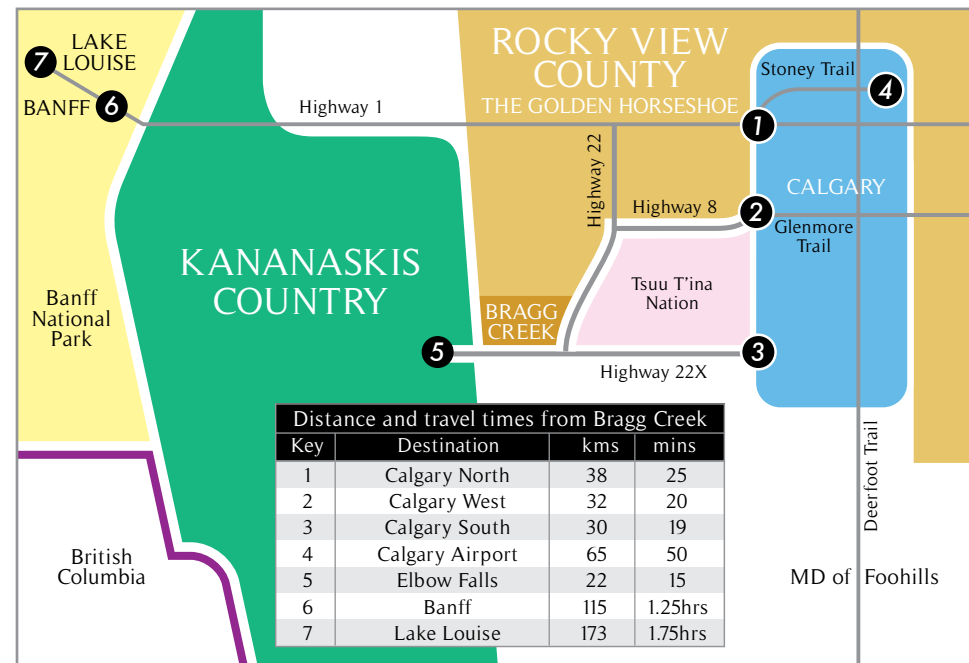 LAKE
LOUISE
7
BANFF
6
Highway 1
ROCKY VIEW
COUNTY
THE GOLDEN HORSESHOE
Stoney Trail
4
1
Highway 22
CALGARY
Highway 8
2
Glenmore
Trail
KANANASKIS
COUNTRY
Tsuu T'ina
Nation
Banff
National
Park
BRAGG
CREEK
5
3
Highway 22X
Distance and travel times from Bragg Creek
Key Destination kms mins
1 Calgary North 38 25
2 Calgary West 32 20
3 Calgary South 30 19
4 Calgary Airport 65 50
5 Elbow Falls 22 15
6 Banff 115 1.25hrs
7 Lake Louise 173 1.75hrs
Deerfoot Trail
British
Columbia
MD of Foohills